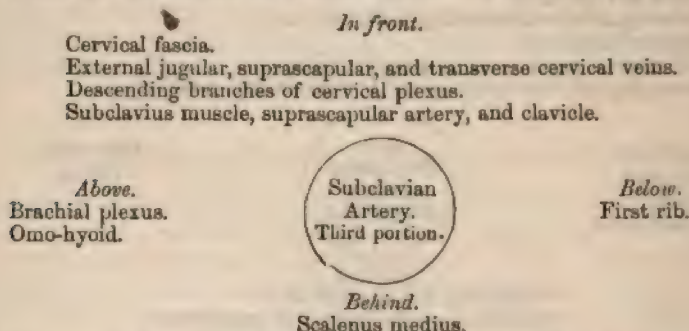 In front.
Cervical fascia.
External jugular, suprascapular, and transverse cervical veins.
Descending branches of cervical plexus.
Subclavius muscle, suprascapular artery, and clavicle.
Above.
Brachial plexus.
Omo-hyoid.
Subclavian
Artery.
Third portion.
Below.
First rib.
Behind.
Scalenus medius.